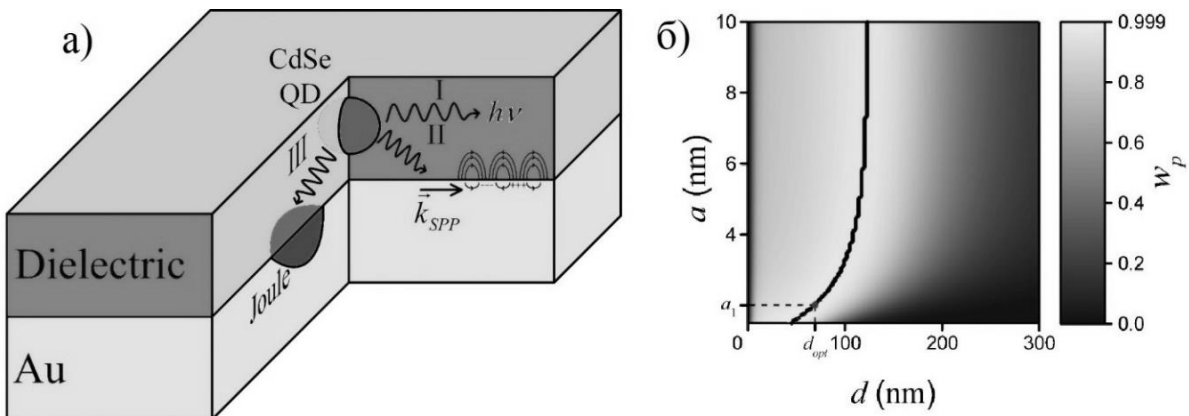 а)
CdSe
QD
I
hν
II
III
k⃗SPP
Joule
Dielectric
Au
б)
10
8
6
4
a₁
a (nm)
0
d_opt
100
200
300
d (nm)
0.999
0.8
0.6
0.4
0.2
0.0
w_p